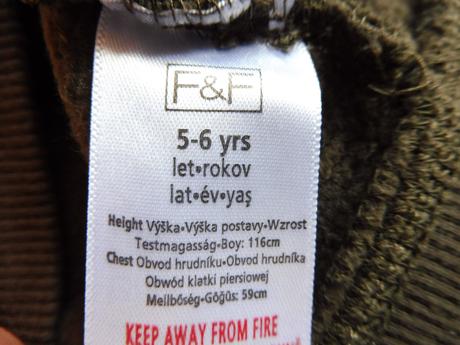 F&F
5-6 yrs
let•rokov
lat•év•yaş
Height Výška•Výška postavy•Wzrost
Testmagasság•Boy: 116cm
Chest Obvod hrudníku•Obvod hrudníka
Obwód klatki piersiowej
Mellbőség•Göğüs: 59cm
KEEP AWAY FROM FIRE